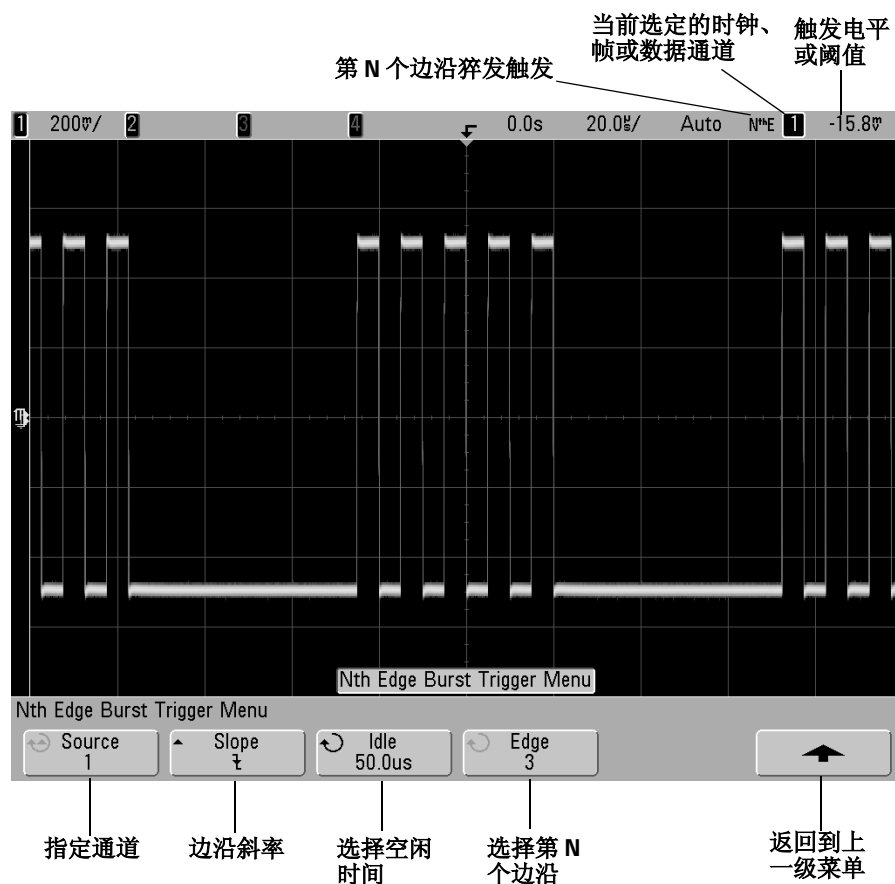 当前选定的时钟、
帧或数据通道
触发电平
或阈值
第 N 个边沿猝发触发
1 200mV/ 2 3 4 0.0s 20.0us/ Auto NthE 1 -15.8mV
Nth Edge Burst Trigger Menu
Nth Edge Burst Trigger Menu
Source
1
Slope
Idle
50.0us
Edge
3
指定通道
边沿斜率
选择空闲
时间
选择第 N
个边沿
返回到上
一级菜单